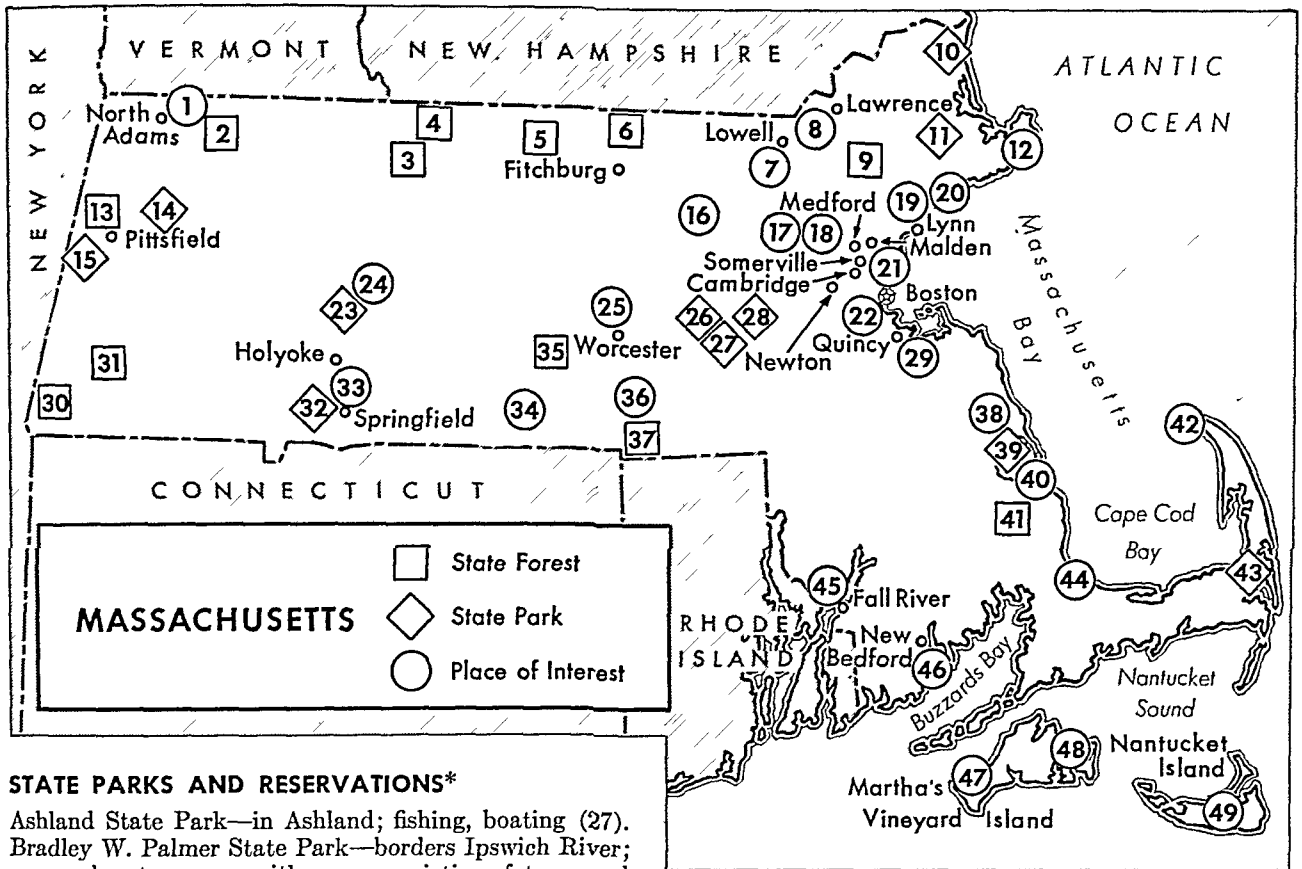 VERMONT
NEW HAMPSHIRE
NEW YORK
ATLANTIC
OCEAN
10
North
Adams
1
2
4
3
5
6
Fitchburg
Lowell
7
8
Lawrence
9
11
12
13
14
Pittsfield
15
16
17
18
Medford
19
20
Lynn
Malden
Somerville
Cambridge
21
Boston
Massachusetts
Bay
24
23
25
26
27
28
22
Newton
Quincy
29
Holyoke
35
Worcester
31
30
33
32
Springfield
34
36
37
38
39
40
41
42
CONNECTICUT
Cape Cod
Bay
43
44
MASSACHUSETTS
State Forest
State Park
Place of Interest
45
Fall River
RHODE
ISLAND
New
Bedford
46
Buzzards Bay
Nantucket
Sound
47
48
Martha's
Vineyard Island
Nantucket
Island
49
STATE PARKS AND RESERVATIONS*
Ashland State Park—in Ashland; fishing, boating (27).
Bradley W. Palmer State Park—borders Ipswich River;